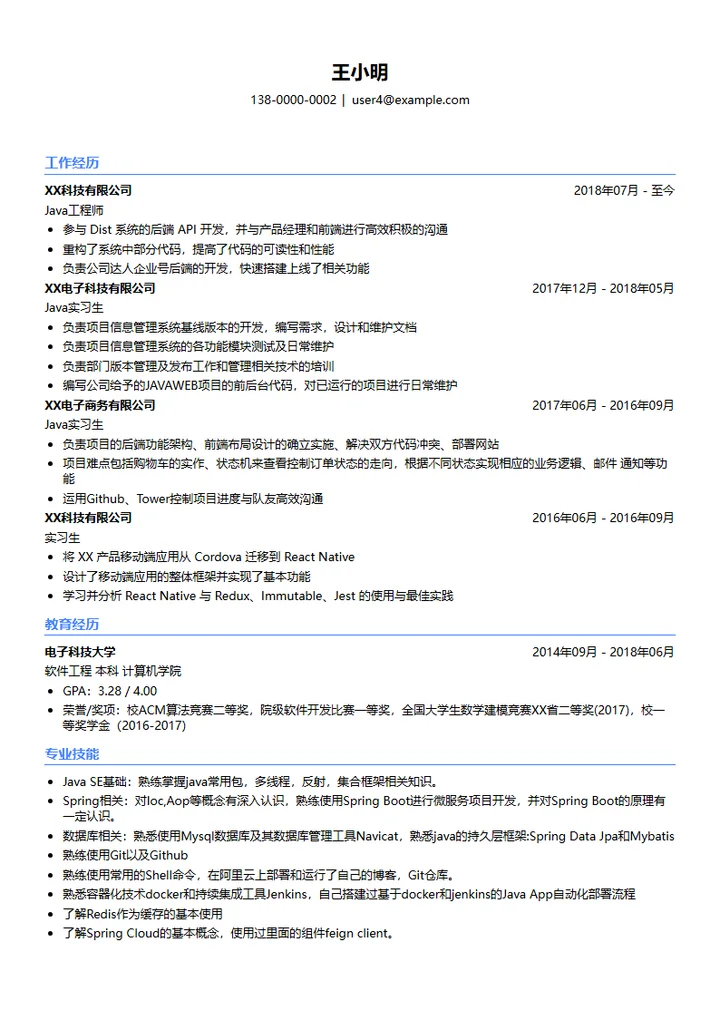 王小明
138-0000-0002 | user4@example.com
工作经历
XX科技有限公司 2018年07月 - 至今
Java工程师
• 参与 Dist 系统的后端 API 开发，并与产品经理和前端进行高效积极的沟通
• 重构了系统中部分代码，提高了代码的可读性和性能
• 负责公司达人企业号后端的开发，快速搭建上线了相关功能
XX电子科技有限公司 2017年12月 - 2018年05月
Java实习生
• 负责项目信息管理系统基线版本的开发，编写需求，设计和维护文档
• 负责项目信息管理系统的各功能模块测试及日常维护
• 负责部门版本管理及发布工作和管理相关技术的培训
• 编写公司给予的JAVAWEB项目的前后台代码，对已运行的项目进行日常维护
XX电子商务有限公司 2017年06月 - 2016年09月
Java实习生
• 负责项目的后端功能架构、前端布局设计的确立实施、解决双方代码冲突、部署网站
• 项目难点包括购物车的实作、状态机来查看控制订单状态的走向，根据不同状态实现相应的业务逻辑、邮件 通知等功
能
• 运用Github、Tower控制项目进度与队友高效沟通
XX科技有限公司 2016年06月 - 2016年09月
实习生
• 将 XX 产品移动端应用从 Cordova 迁移到 React Native
• 设计了移动端应用的整体框架并实现了基本功能
• 学习并分析 React Native 与 Redux、Immutable、Jest 的使用与最佳实践
教育经历
电子科技大学 2014年09月 - 2018年06月
软件工程 本科 计算机学院
• GPA：3.28 / 4.00
• 荣誉/奖项：校ACM算法竞赛二等奖，院级软件开发比赛一等奖，全国大学生数学建模竞赛XX省二等奖(2017)，校一
等奖学金（2016-2017)
专业技能
• Java SE基础：熟练掌握java常用包，多线程，反射，集合框架相关知识。
• Spring相关：对Ioc,Aop等概念有深入认识，熟练使用Spring Boot进行微服务项目开发，并对Spring Boot的原理有
一定认识。
• 数据库相关：熟悉使用Mysql数据库及其数据库管理工具Navicat，熟悉java的持久层框架:Spring Data Jpa和Mybatis
• 熟练使用Git以及Github
• 熟练使用常用的Shell命令，在阿里云上部署和运行了自己的博客，Git仓库。
• 熟悉容器化技术docker和持续集成工具Jenkins，自己搭建过基于docker和jenkins的Java App自动化部署流程
• 了解Redis作为缓存的基本使用
• 了解Spring Cloud的基本概念，使用过里面的组件feign client。